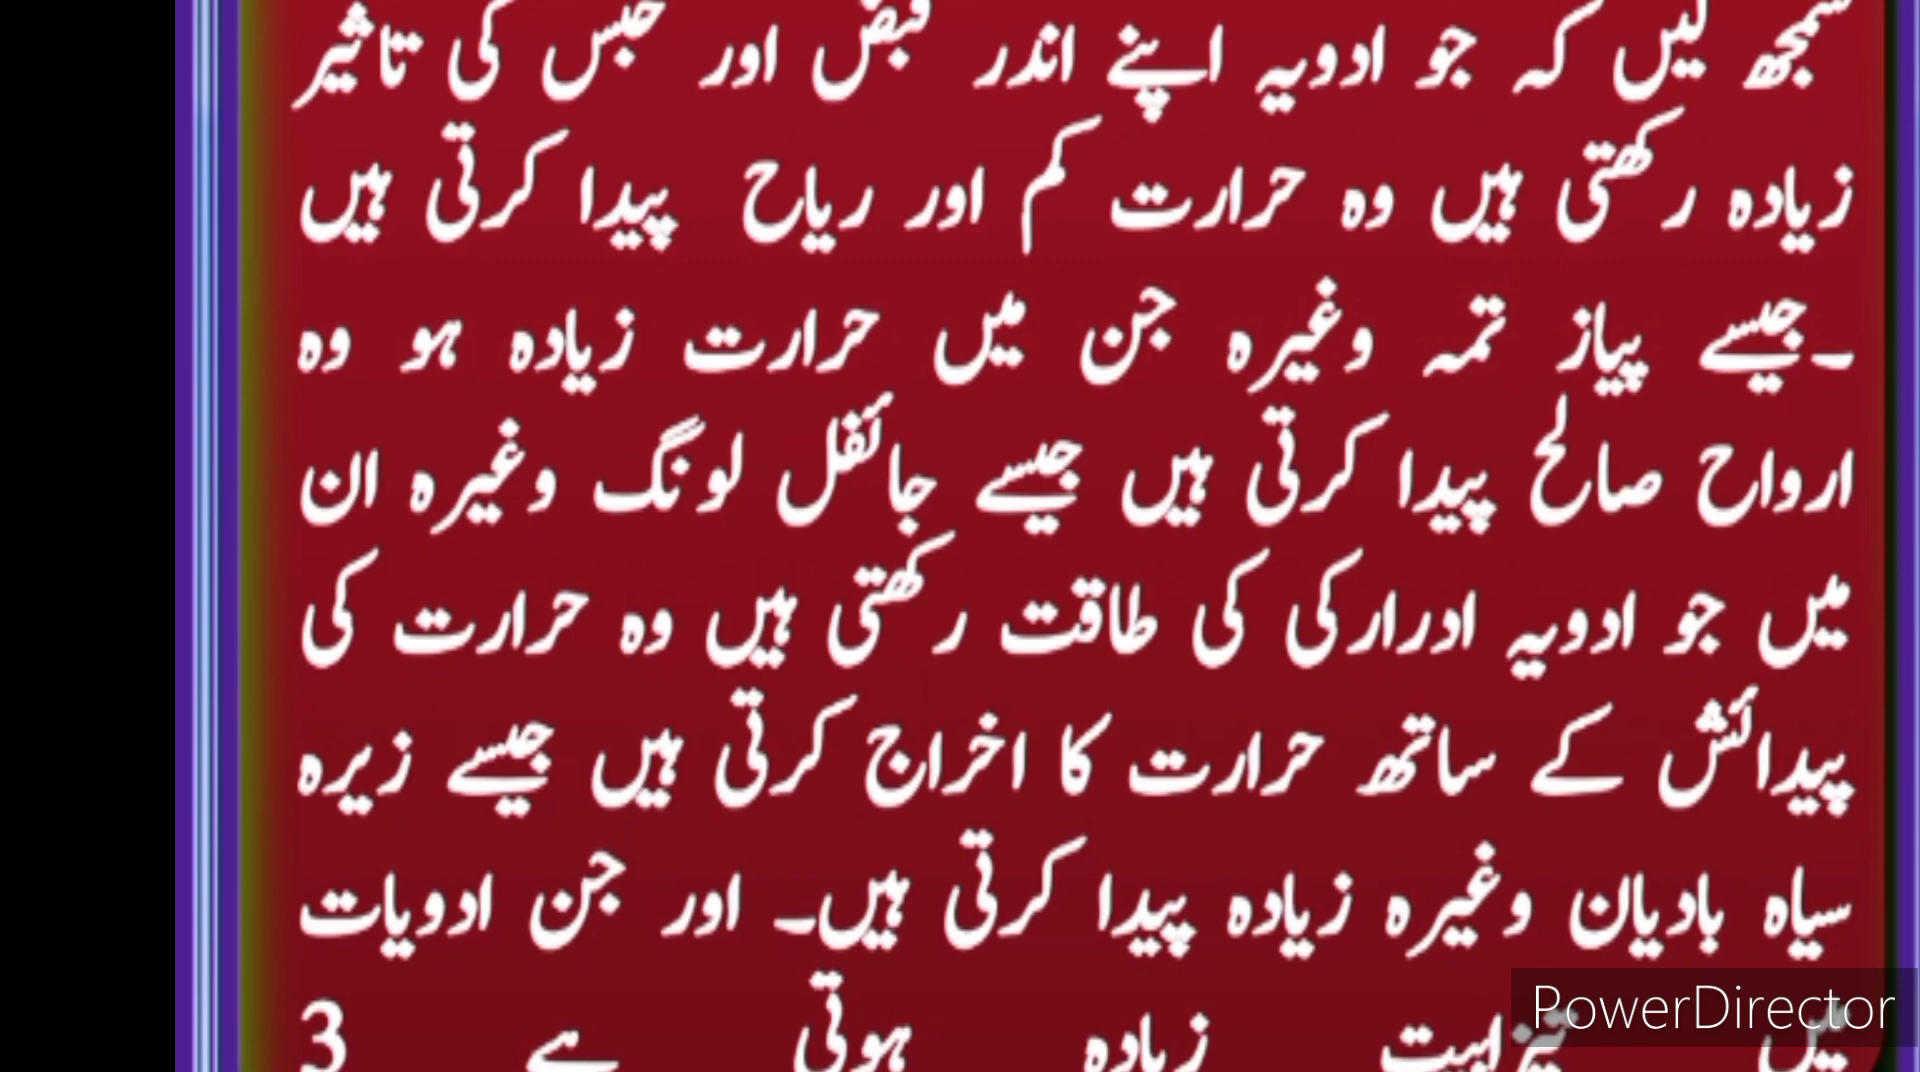 سمجھ لیں کہ جو ادویہ اپنے اندر قبض اور حبس کی تاثیر
زیادہ رکھتی ہیں وہ حرارت کم اور ریاح پیدا کرتی ہیں
۔جیسے پیاز تمہ وغیرہ جن میں حرارت زیادہ ہو وہ
ارواح صالح پیدا کرتی ہیں جیسے جائفل لونگ وغیرہ ان
میں جو ادویہ ادرارکی کی طاقت رکھتی ہیں وہ حرارت کی
پیدائش کے ساتھ حرارت کا اخراج کرتی ہیں جیسے زیرہ
سیاہ بادیان وغیرہ زیادہ پیدا کرتی ہیں۔ اور جن ادویات
میں تیزابیت زیادہ ہوتی ہے 3
PowerDirector